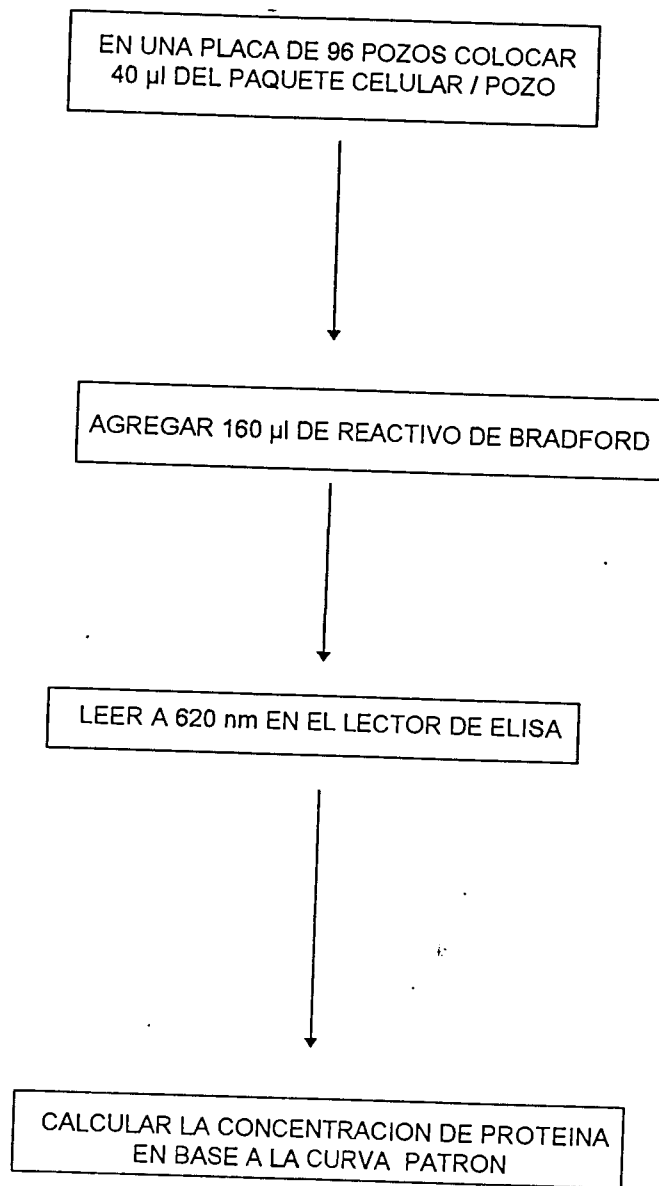 EN UNA PLACA DE 96 POZOS COLOCAR
40 µl DEL PAQUETE CELULAR / POZO
AGREGAR 160 µl DE REACTIVO DE BRADFORD
LEER A 620 nm EN EL LECTOR DE ELISA
CALCULAR LA CONCENTRACION DE PROTEINA
EN BASE A LA CURVA PATRON